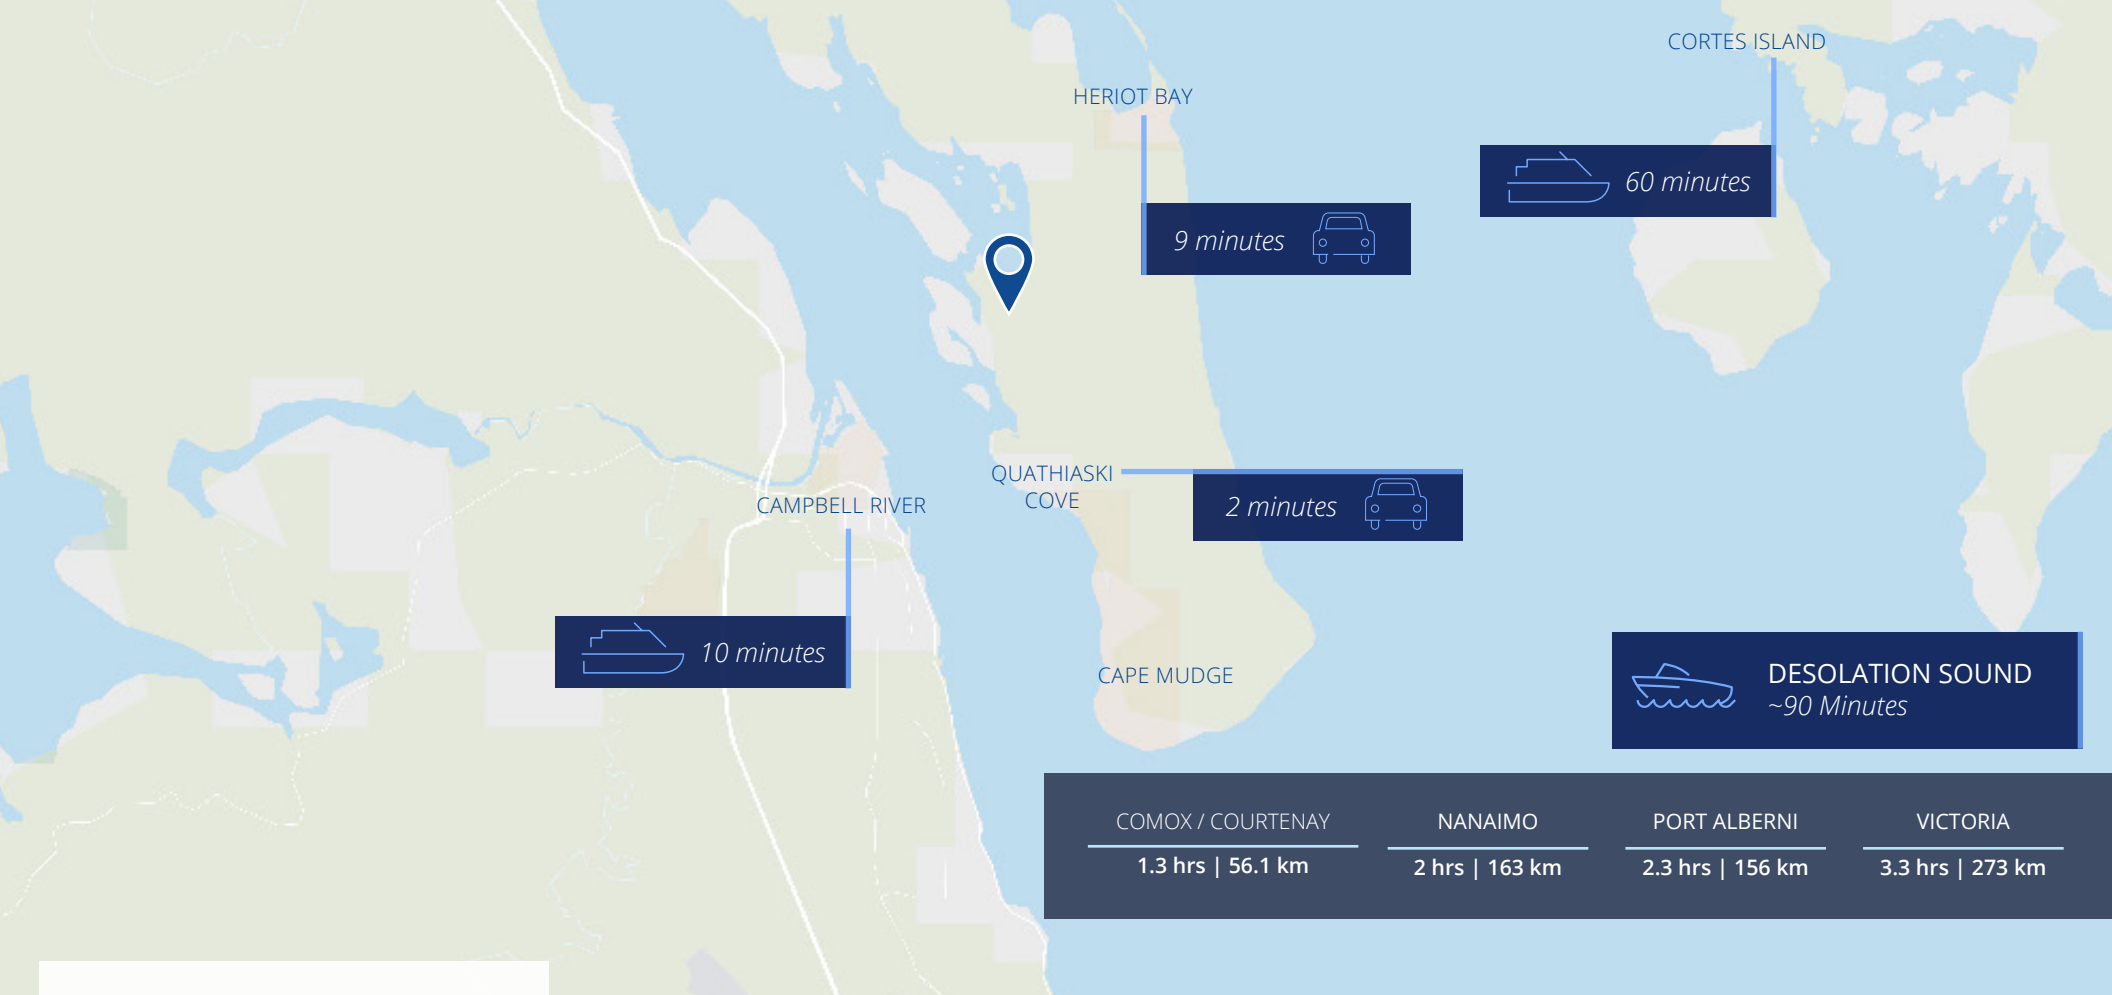 CORTES ISLAND
HERIOT BAY
60 minutes
9 minutes
QUATHIASKI
COVE
2 minutes
CAMPBELL RIVER
10 minutes
CAPE MUDGE
DESOLATION SOUND
~90 Minutes
COMOX / COURTENAY
1.3 hrs | 56.1 km
NANAIMO
2 hrs | 163 km
PORT ALBERNI
2.3 hrs | 156 km
VICTORIA
3.3 hrs | 273 km